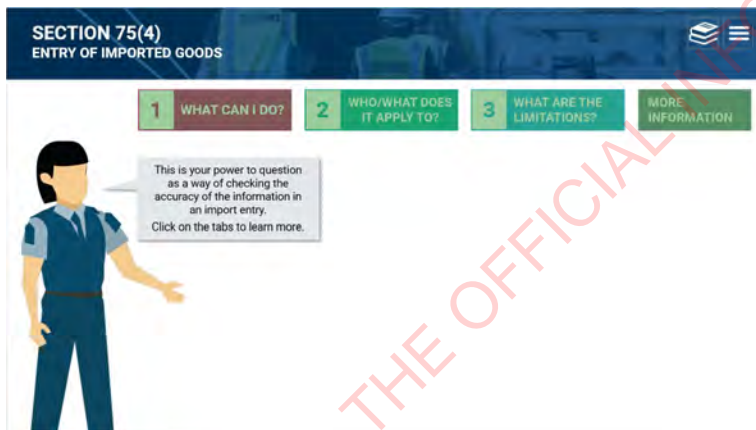 SECTION 75(4)
ENTRY OF IMPORTED GOODS
1 WHAT CAN I DO?
2 WHO/WHAT DOES
IT APPLY TO?
3 WHAT ARE THE
LIMITATIONS?
MORE
INFORMATION
This is your power to question
as a way of checking the
accuracy of the information in
an import entry.
Click on the tabs to learn more.
THE OFFICIAL